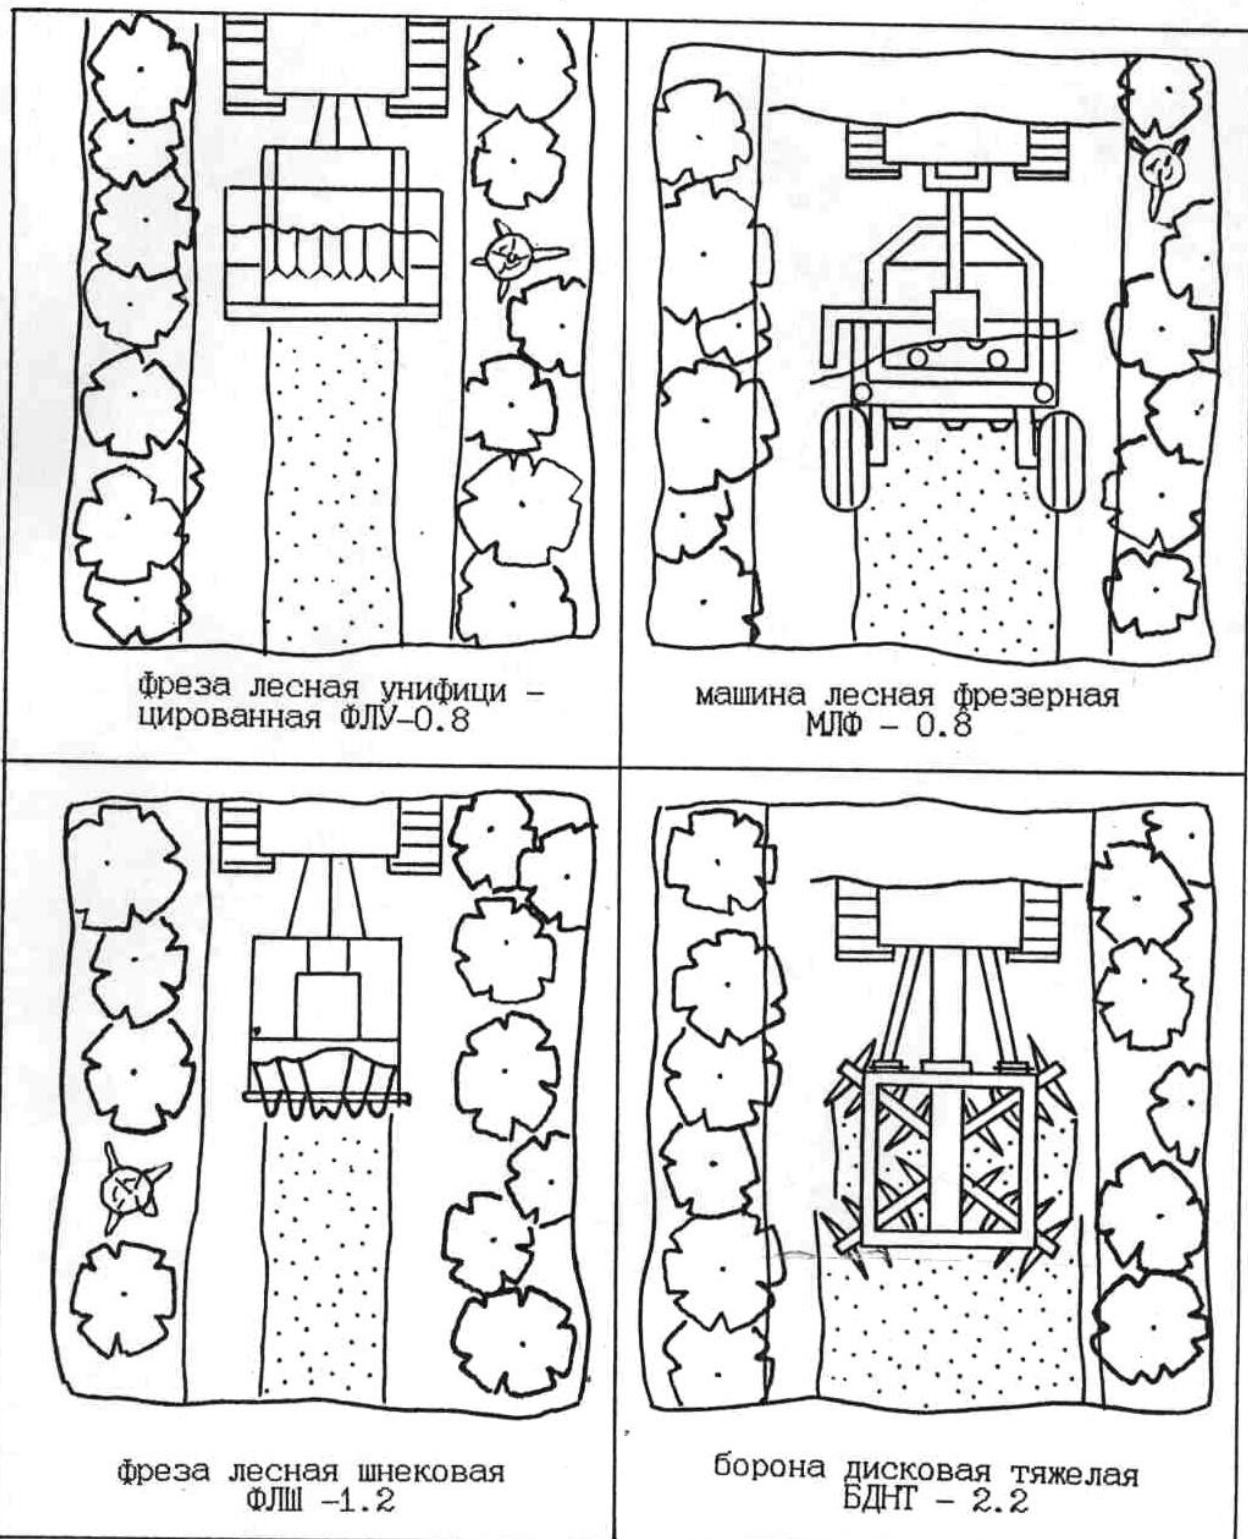 фреза лесная унифици -
цированная ФЛУ-0.8
машина лесная фрезерная
МЛФ - 0.8
фреза лесная шнековая
ФЛШ -1.2
борона дисковая тяжелая
БДНТ - 2.2